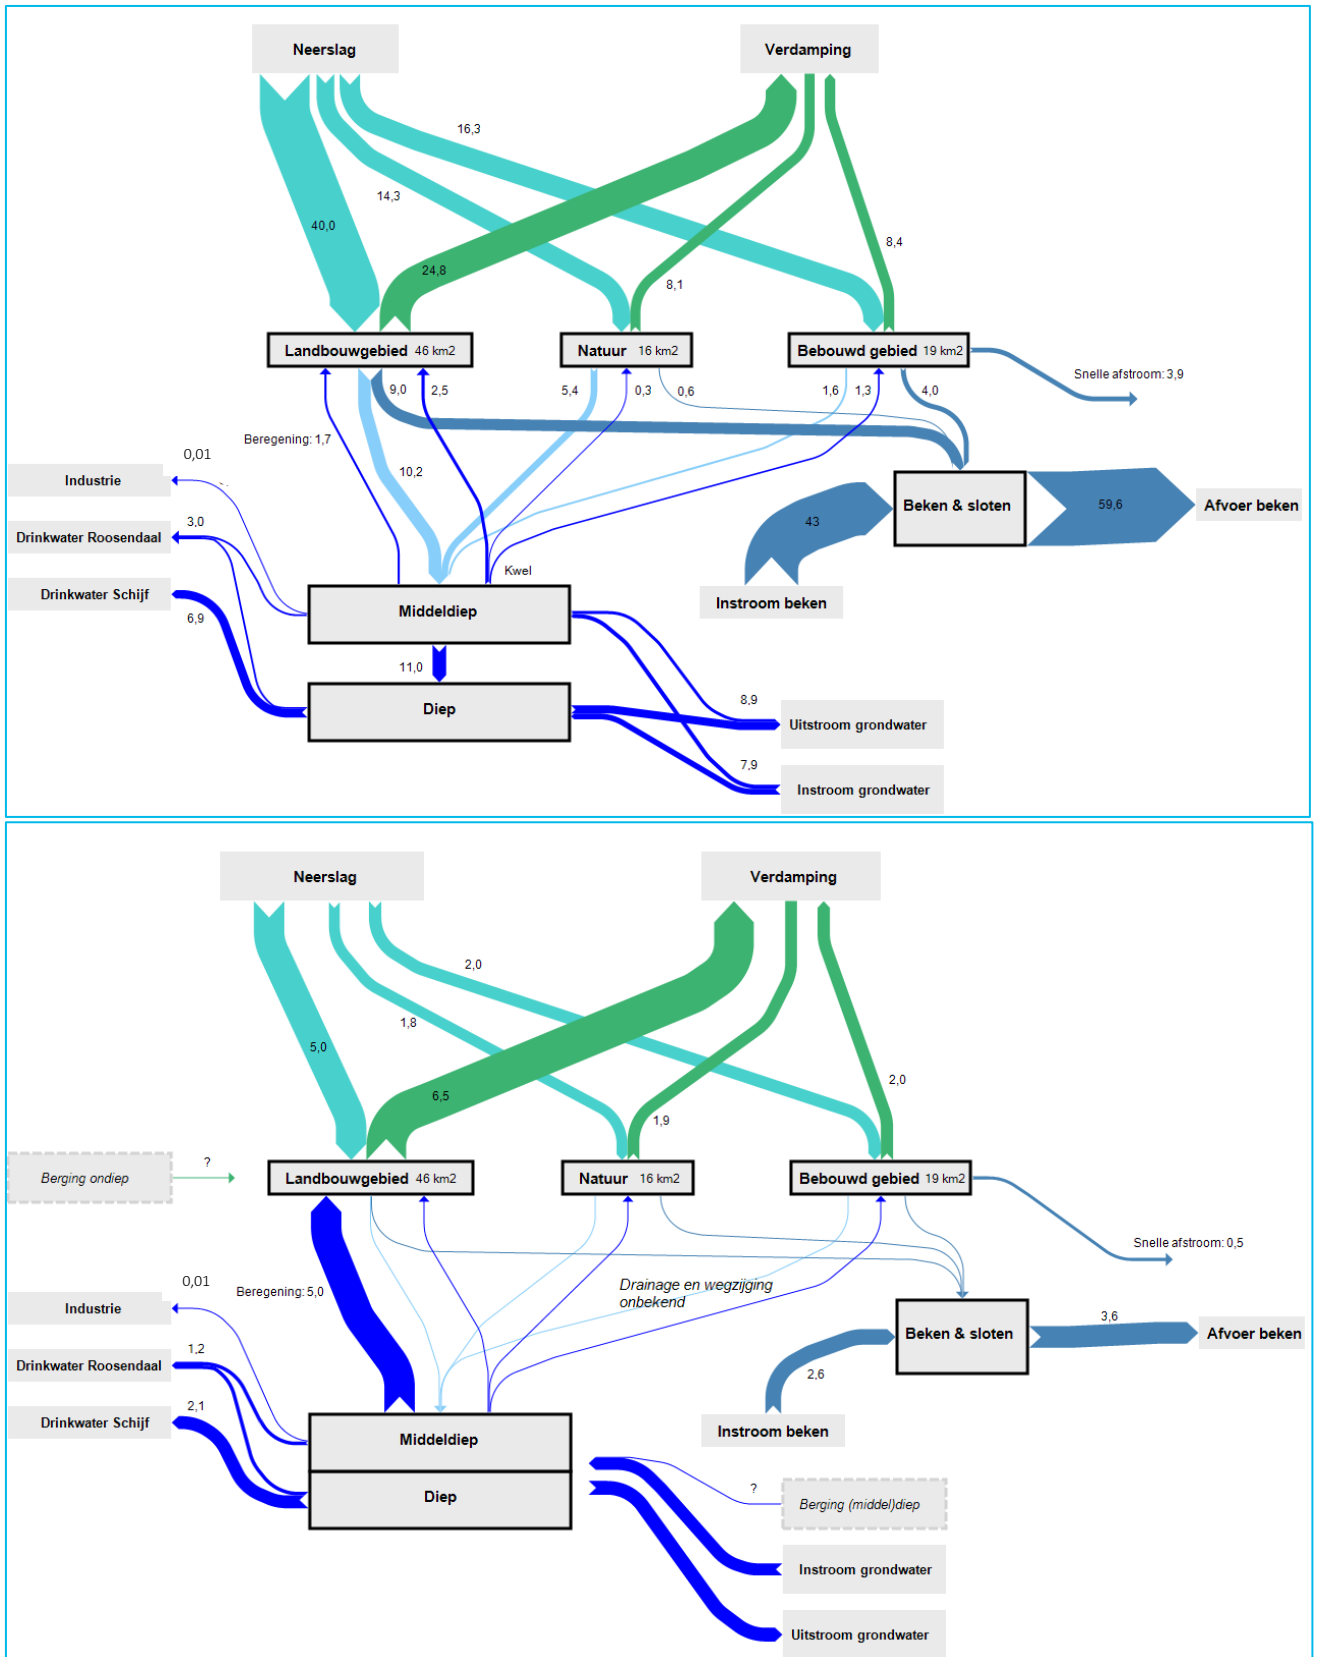 Neerslag
Verdamping
16,3
14,3
40,0
8,4
24,8
8,1
Landbouwgebied 46 km2
Natuur 16 km2
Bebouwd gebied 19 km2
Snelle afstroom: 3,9
9,0
2,5
5,4
0,3
0,6
1,6
1,3
4,0
Beregening: 1,7
0,01
10,2
Industrie
3,0
Drinkwater Roosendaal
Drinkwater Schijf
6,9
43
Beken & sloten
59,6
Afvoer beken
Kwel
Instroom beken
Middeldiep
11,0
Diep
8,9
Uitstroom grondwater
7,9
Instroom grondwater
Neerslag
Verdamping
2,0
1,8
5,0
2,0
6,5
1,9
?
Berging ondiep
Landbouwgebied 46 km2
Natuur 16 km2
Bebouwd gebied 19 km2
Snelle afstroom: 0,5
0,01
Beregening: 5,0
Drainage en wegzijging
onbekend
Industrie
1,2
Drinkwater Roosendaal
2,1
Drinkwater Schijf
Beken & sloten
3,6
Afvoer beken
2,6
Instroom beken
Middeldiep
Diep
?
Berging (middel)diep
Instroom grondwater
Uitstroom grondwater